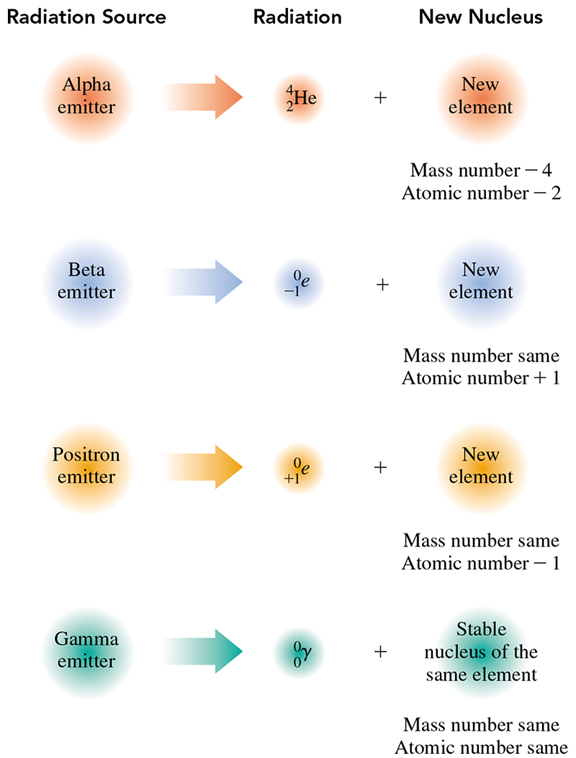 Radiation Source Radiation New Nucleus
Alpha
emitter
4
2He
+
New
element
Mass number − 4
Atomic number − 2
Beta
emitter
0
−1e
+
New
element
Mass number same
Atomic number + 1
Positron
emitter
0
+1e
+
New
element
Mass number same
Atomic number − 1
Gamma
emitter
0
0γ
+
Stable
nucleus of the
same element
Mass number same
Atomic number same